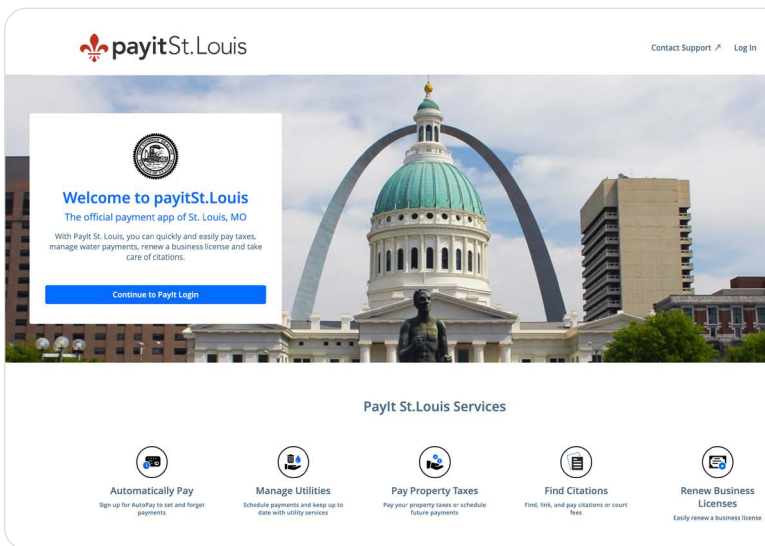 payitSt.Louis
Contact Support ↗ Log In
Welcome to payitSt.Louis
The official payment app of St. Louis, MO
With PayIt St. Louis, you can quickly and easily pay taxes,
manage water payments, renew a business license and take
care of citations.
Continue to PayIt Login
PayIt St.Louis Services
Automatically Pay
Sign up for AutoPay to set and forget
payments
Manage Utilities
Schedule payments and keep up to
date with utility services
Pay Property Taxes
Pay your property taxes or schedule
future payments
Find Citations
Find, link, and pay citations or court
fees
Renew Business
Licenses
Easily renew a business license